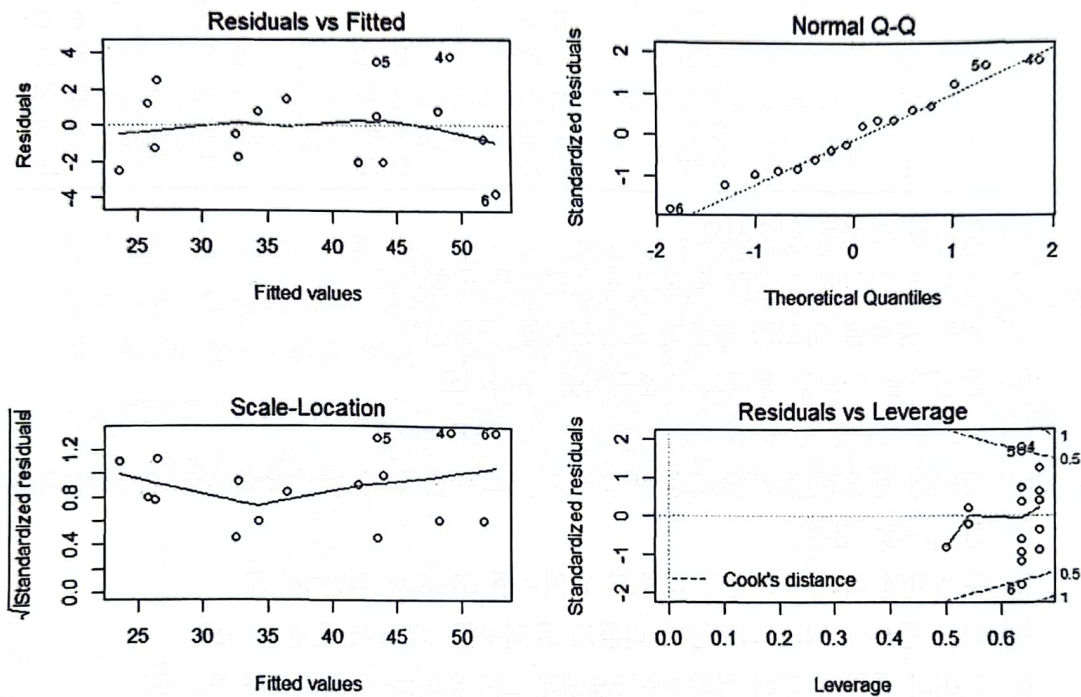 Residuals vs Fitted
Residuals
4
2
0
-2
-4
5
4
6
25 30 35 40 45 50
Fitted values
Normal Q-Q
Standardized residuals
2
1
0
-1
5
4
6
-2 -1 0 1 2
Theoretical Quantiles
Scale-Location
√|Standardized residuals|
1.2
0.8
0.4
0.0
5
4
6
25 30 35 40 45 50
Fitted values
Residuals vs Leverage
Standardized residuals
2
1
0
-1
-2
5
4
6
1
0.5
0.5
1
Cook's distance
0.0 0.1 0.2 0.3 0.4 0.5 0.6
Leverage